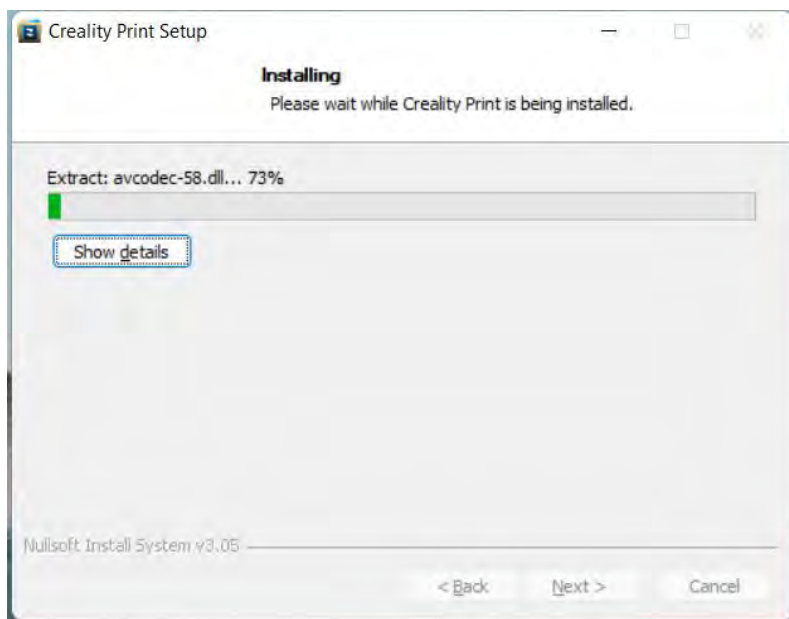 Creality Print Setup
Installing
Please wait while Creality Print is being installed.
Extract: avcodec-58.dll... 73%
Show details
Nullsoft Install System v3.05
< Back Next > Cancel